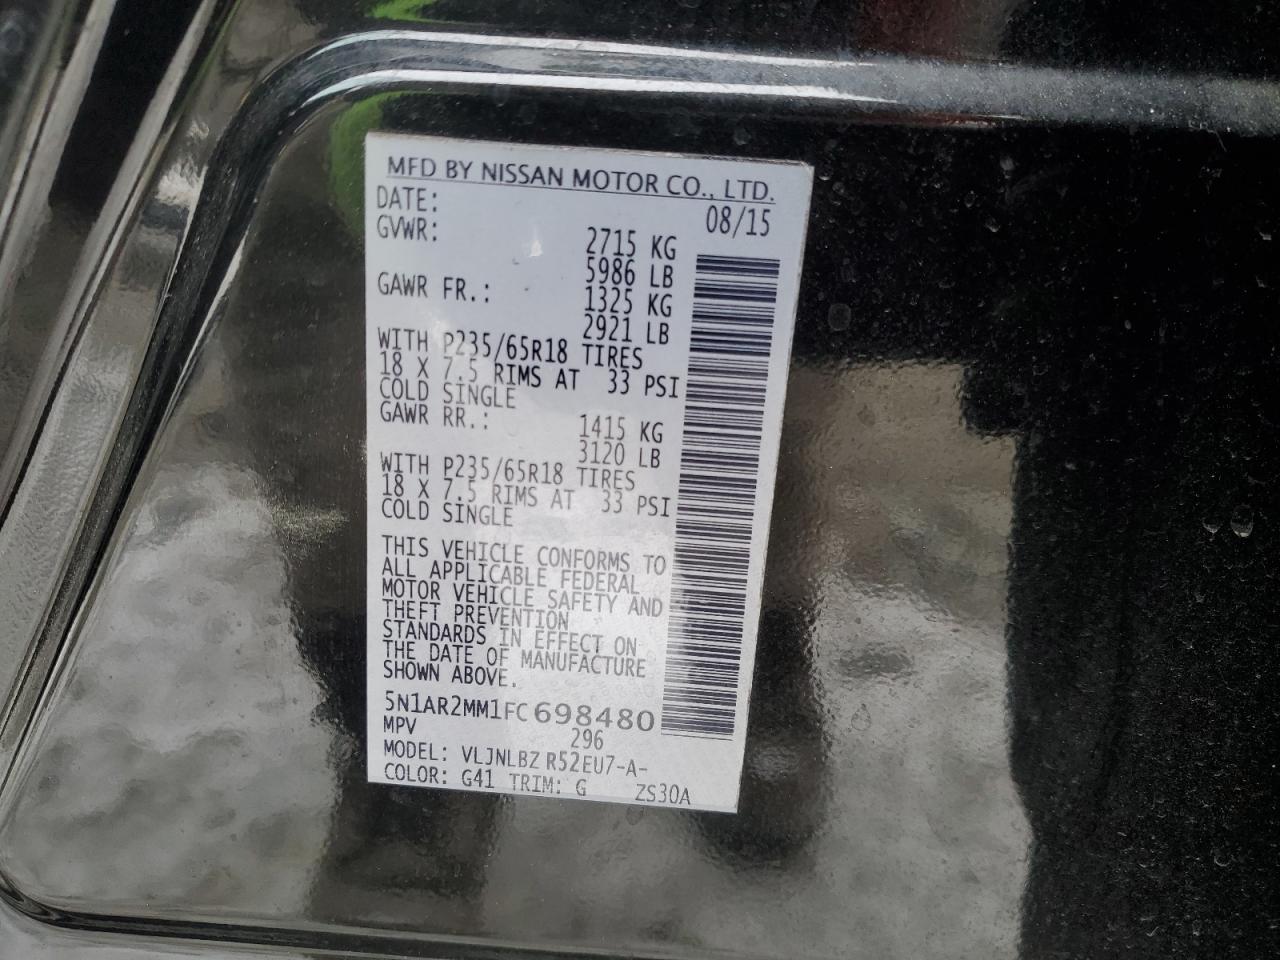 MFD BY NISSAN MOTOR CO., LTD.
DATE: 08/15
GVWR: 2715 KG
5986 LB
GAWR FR.: 1325 KG
2921 LB
WITH P235/65R18 TIRES
18 X 7.5 RIMS AT 33 PSI
COLD SINGLE
GAWR RR.: 1415 KG
3120 LB
WITH P235/65R18 TIRES
18 X 7.5 RIMS AT 33 PSI
COLD SINGLE
THIS VEHICLE CONFORMS TO
ALL APPLICABLE FEDERAL
MOTOR VEHICLE SAFETY AND
THEFT PREVENTION
STANDARDS IN EFFECT ON
THE DATE OF MANUFACTURE
SHOWN ABOVE.
5N1AR2MM1FC698480
MPV 296
MODEL: VLJNLBZ R52EU7-A-
COLOR: G41 TRIM: G ZS30A